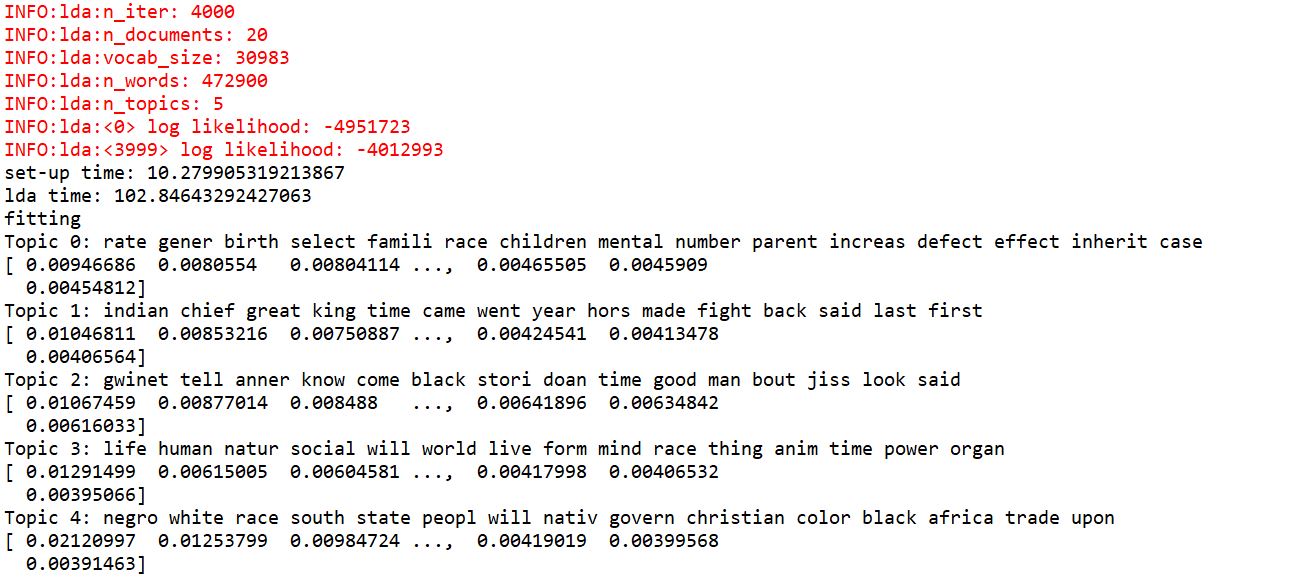 INFO:lda:n_iter: 4000
INFO:lda:n_documents: 20
INFO:lda:vocab_size: 30983
INFO:lda:n_words: 472900
INFO:lda:n_topics: 5
INFO:lda:<0> log likelihood: -4951723
INFO:lda:<3999> log likelihood: -4012993
set-up time: 10.279905319213867
lda time: 102.84643292427063
fitting
Topic 0: rate gener birth select famili race children mental number parent increas defect effect inherit case
[ 0.00946686  0.0080554   0.00804114 ...,  0.00465505  0.0045909
  0.00454812]
Topic 1: indian chief great king time came went year hors made fight back said last first
[ 0.01046811  0.00853216  0.00750887 ...,  0.00424541  0.00413478
  0.00406564]
Topic 2: gwinet tell anner know come black stori doan time good man bout jiss look said
[ 0.01067459  0.00877014  0.008488   ...,  0.00641896  0.00634842
  0.00616033]
Topic 3: life human natur social will world live form mind race thing anim time power organ
[ 0.01291499  0.00615005  0.00604581 ...,  0.00417998  0.00406532
  0.00395066]
Topic 4: negro white race south state peopl will nativ govern christian color black africa trade upon
[ 0.02120997  0.01253799  0.00984724 ...,  0.00419019  0.00399568
  0.00391463]